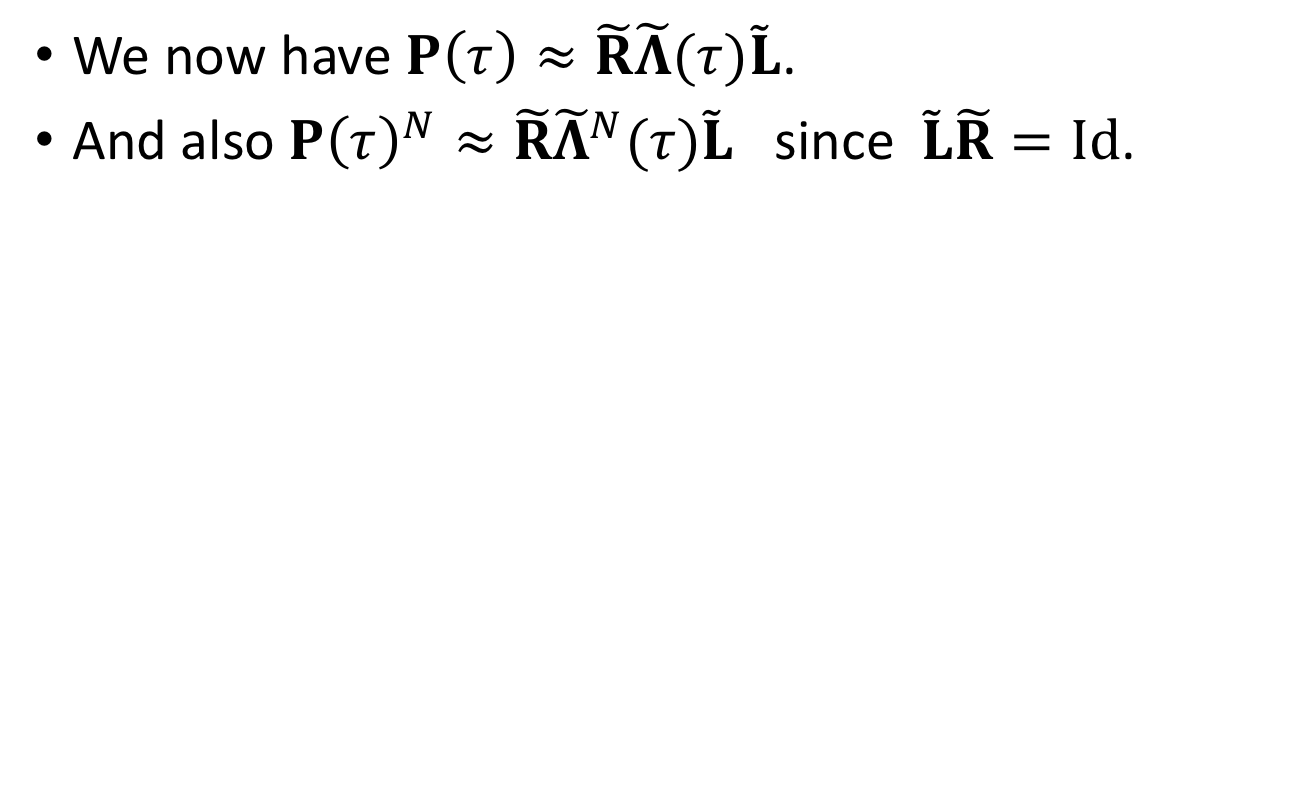 • We now have 𝐏(𝜏) ≈ 𝐑̃𝚲̃(𝜏)𝐋̃.
• And also 𝐏(𝜏)ᴺ ≈ 𝐑̃𝚲̃ᴺ(𝜏)𝐋̃ since 𝐋̃𝐑̃ = Id.